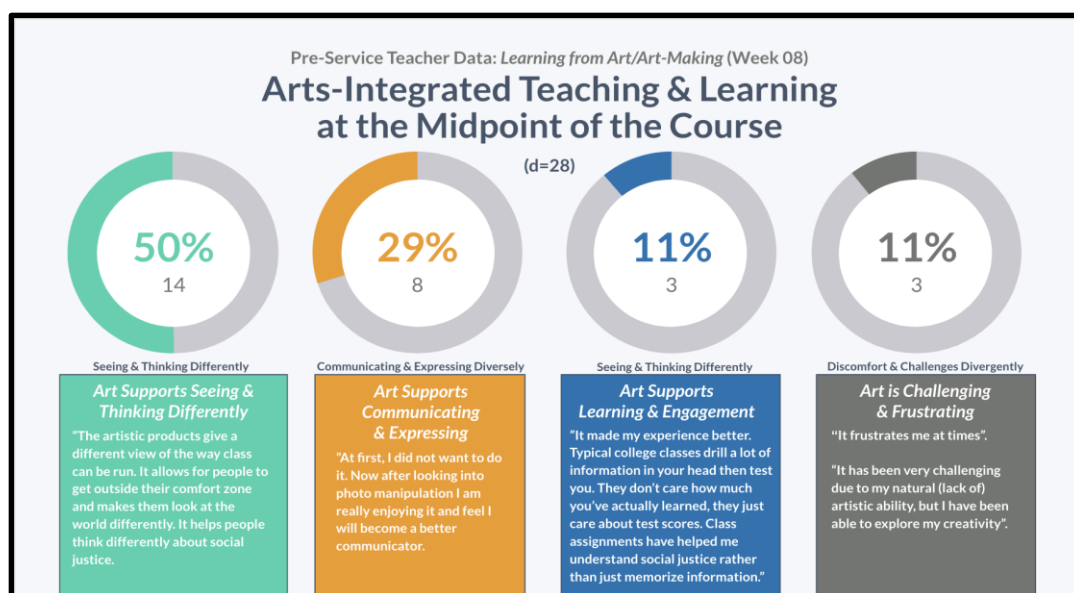 Pre-Service Teacher Data: Learning from Art/Art-Making (Week 08)
Arts-Integrated Teaching & Learning
at the Midpoint of the Course
(d=28)
50%
14
29%
8
11%
3
11%
3
Seeing & Thinking Differently
Art Supports Seeing &
Thinking Differently
"The artistic products give a
different view of the way class
can be run. It allows for people to
get outside their comfort zone
and makes them look at the
world differently. It helps people
think differently about social
justice.
Communicating & Expressing Diversely
Art Supports
Communicating
& Expressing
"At first, I did not want to do
it. Now after looking into
photo manipulation I am
really enjoying it and feel I
will become a better
communicator.
Seeing & Thinking Differently
Art Supports
Learning & Engagement
"It made my experience better.
Typical college classes drill a lot of
information in your head then test
you. They don't care how much
you've actually learned, they just
care about test scores. Class
assignments have helped me
understand social justice rather
than just memorize information."
Discomfort & Challenges Divergently
Art is Challenging
& Frustrating
"It frustrates me at times".
"It has been very challenging
due to my natural (lack of)
artistic ability, but I have been
able to explore my creativity".